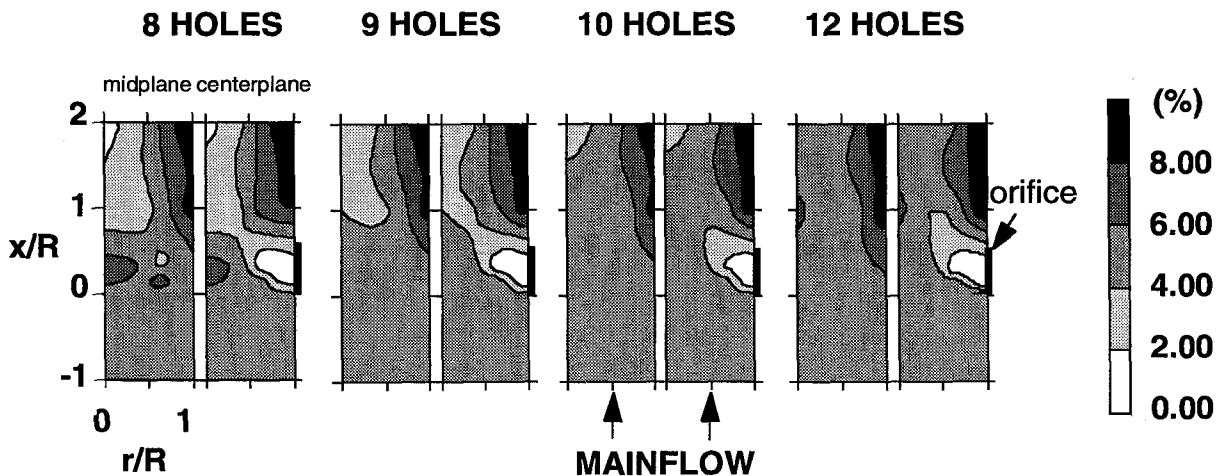 8 HOLES 9 HOLES 10 HOLES 12 HOLES
midplane centerplane
2
1
x/R
0
-1
0 1
r/R
MAINFLOW
orifice
(%)
8.00
6.00
4.00
2.00
0.00